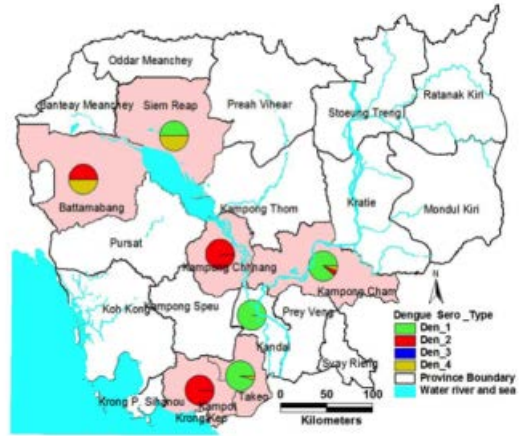 Oddar Meanchey
Banteay Meanchey
Siem Reap
Preah Vihear
Stoeung Treng
Ratanak Kiri
Battamabang
Kampong Thom
Kratie
Mondul Kiri
Pursat
Kampong Chhnang
Kampong Cham
N
Koh Kong
Kampong Speu
Prey Veng
Kandal
Svay Rieng
Takeo
Krong P. Sihanou
Kampot
Krong Kep
Dengue Sero_Type
Den_1
Den_2
Den_3
Den_4
Province Boundary
Water river and sea
50 0 50 100
Kilometers